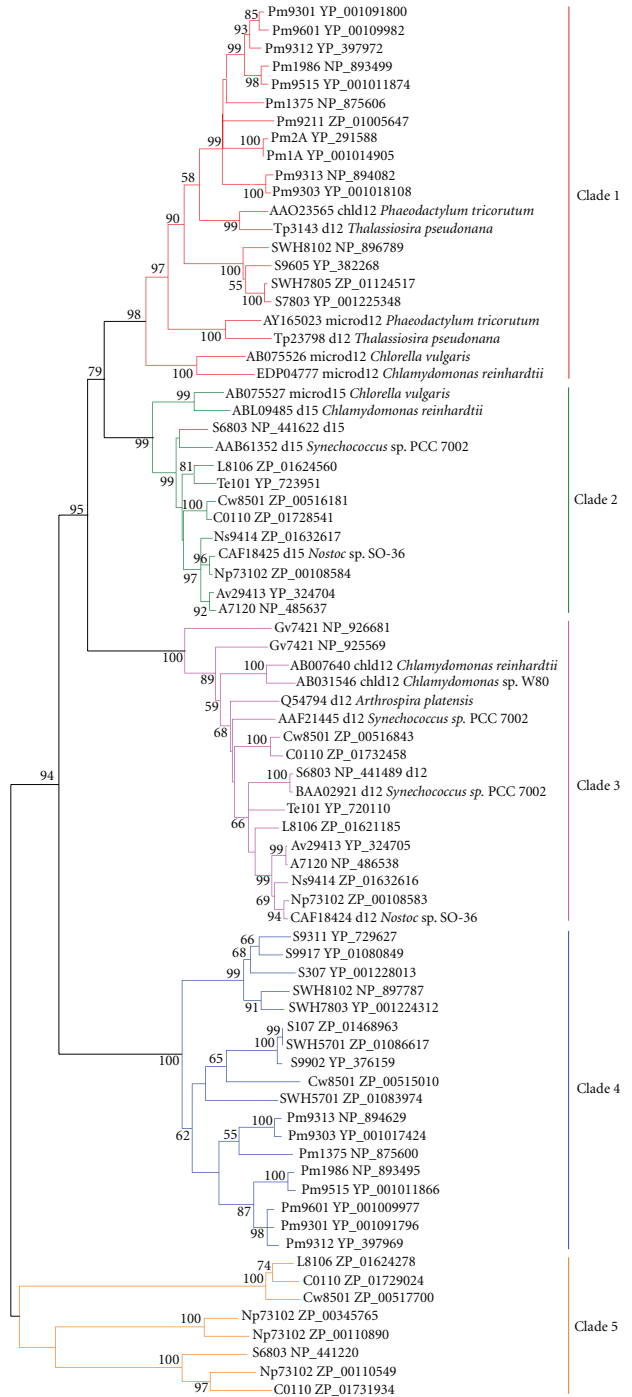 85 Pm9301 YP_001091800
93 Pm9601 YP_00109982
99 Pm9312 YP_397972
Pm1986 NP_893499
98 Pm9515 YP_001011874
Pm1375 NP_875606
Pm9211 ZP_01005647
99 100 Pm2A YP_291588
Pm1A YP_001014905
58 Pm9313 NP_894082
100 Pm9303 YP_001018108
Clade 1
90 AAO23565 chld12 Phaeodactylum tricorutum
99 Tp3143 d12 Thalassiosira pseudonana
SWH8102 NP_896789
97 100 S9605 YP_382268
55 SWH7805 ZP_01124517
100 S7803 YP_001225348
98 AY165023 microd12 Phaeodactylum tricorutum
100 Tp23798 d12 Thalassiosira pseudonana
AB075526 microd12 Chlorella vulgaris
79 100 EDP04777 microd12 Chlamydomonas reinhardtii
99 AB075527 microd15 Chlorella vulgaris
ABL09485 d15 Chlamydomonas reinhardtii
99 S6803 NP_441622 d15
AAB61352 d15 Synechococcus sp. PCC 7002
99 81 L8106 ZP_01624560
Te101 YP_723951
100 Cw8501 ZP_00516181
Clade 2
95 C0110 ZP_01728541
Ns9414 ZP_01632617
96 CAF18425 d15 Nostoc sp. SO-36
97 Np73102 ZP_00108584
Av29413 YP_324704
92 A7120 NP_485637
Gv7421 NP_926681
100 Gv7421 NP_925569
89 100 AB007640 chld12 Chlamydomonas reinhardtii
AB031546 chld12 Chlamydomonas sp. W80
59 Q54794 d12 Arthrospira platensis
68 AAF21445 d12 Synechococcus sp. PCC 7002
100 Cw8501 ZP_00516843
C0110 ZP_01732458
94 100 S6803 NP_441489 d12
Clade 3
BAA02921 d12 Synechococcus sp. PCC 7002
66 Te101 YP_720110
L8106 ZP_01621185
99 Av29413 YP_324705
A7120 NP_486538
99 Ns9414 ZP_01632616
69 Np73102 ZP_00108583
94 CAF18424 d12 Nostoc sp. SO-36
66 S9311 YP_729627
68 S9917 YP_01080849
99 S307 YP_001228013
SWH8102 NP_897787
91 SWH7803 YP_001224312
99 S107 ZP_01468963
100 SWH5701 ZP_01086617
100 65 S9902 YP_376159
Cw8501 ZP_00515010
Clade 4
SWH5701 ZP_01083974
62 100 Pm9313 NP_894629
55 Pm9303 YP_001017424
Pm1375 NP_875600
100 Pm1986 NP_893495
Pm9515 YP_001011866
87 Pm9601 YP_001009977
98 Pm9301 YP_001091796
Pm9312 YP_397969
74 L8106 ZP_01624278
100 C0110 ZP_01729024
Cw8501 ZP_00517700
100 Np73102 ZP_00345765
Clade 5
Np73102 ZP_00110890
100 S6803 NP_441220
Np73102 ZP_00110549
97 C0110 ZP_01731934